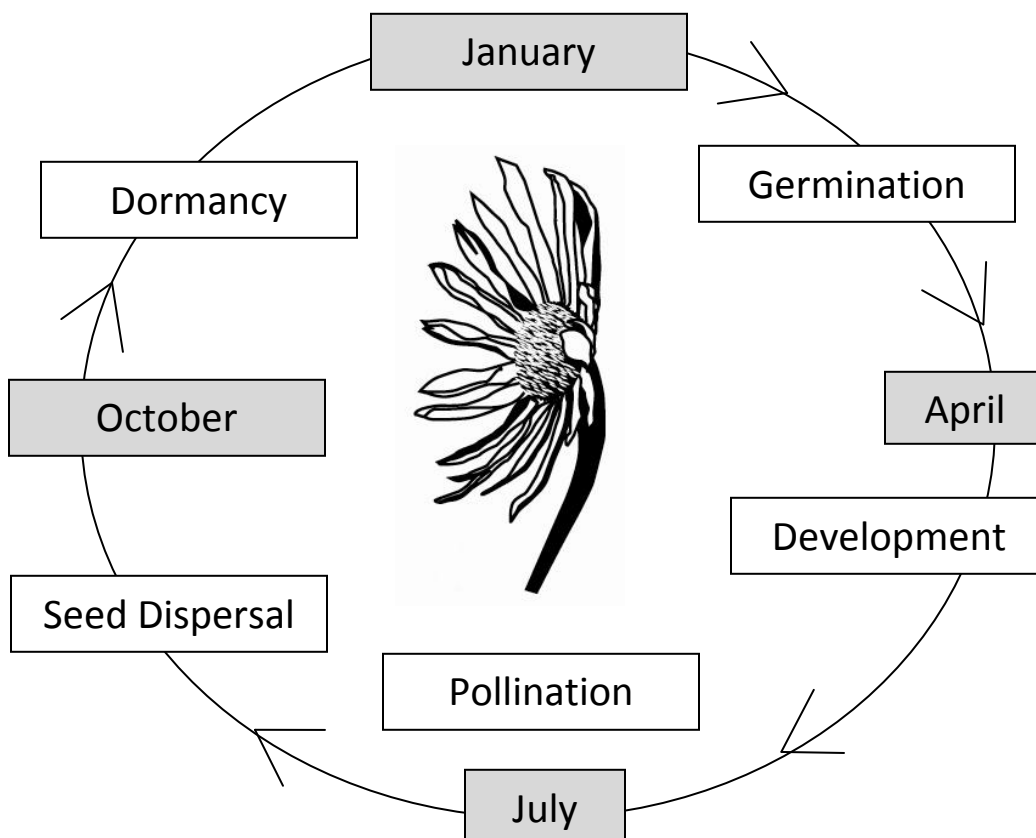 January
Germination
April
Development
July
Pollination
Seed Dispersal
October
Dormancy